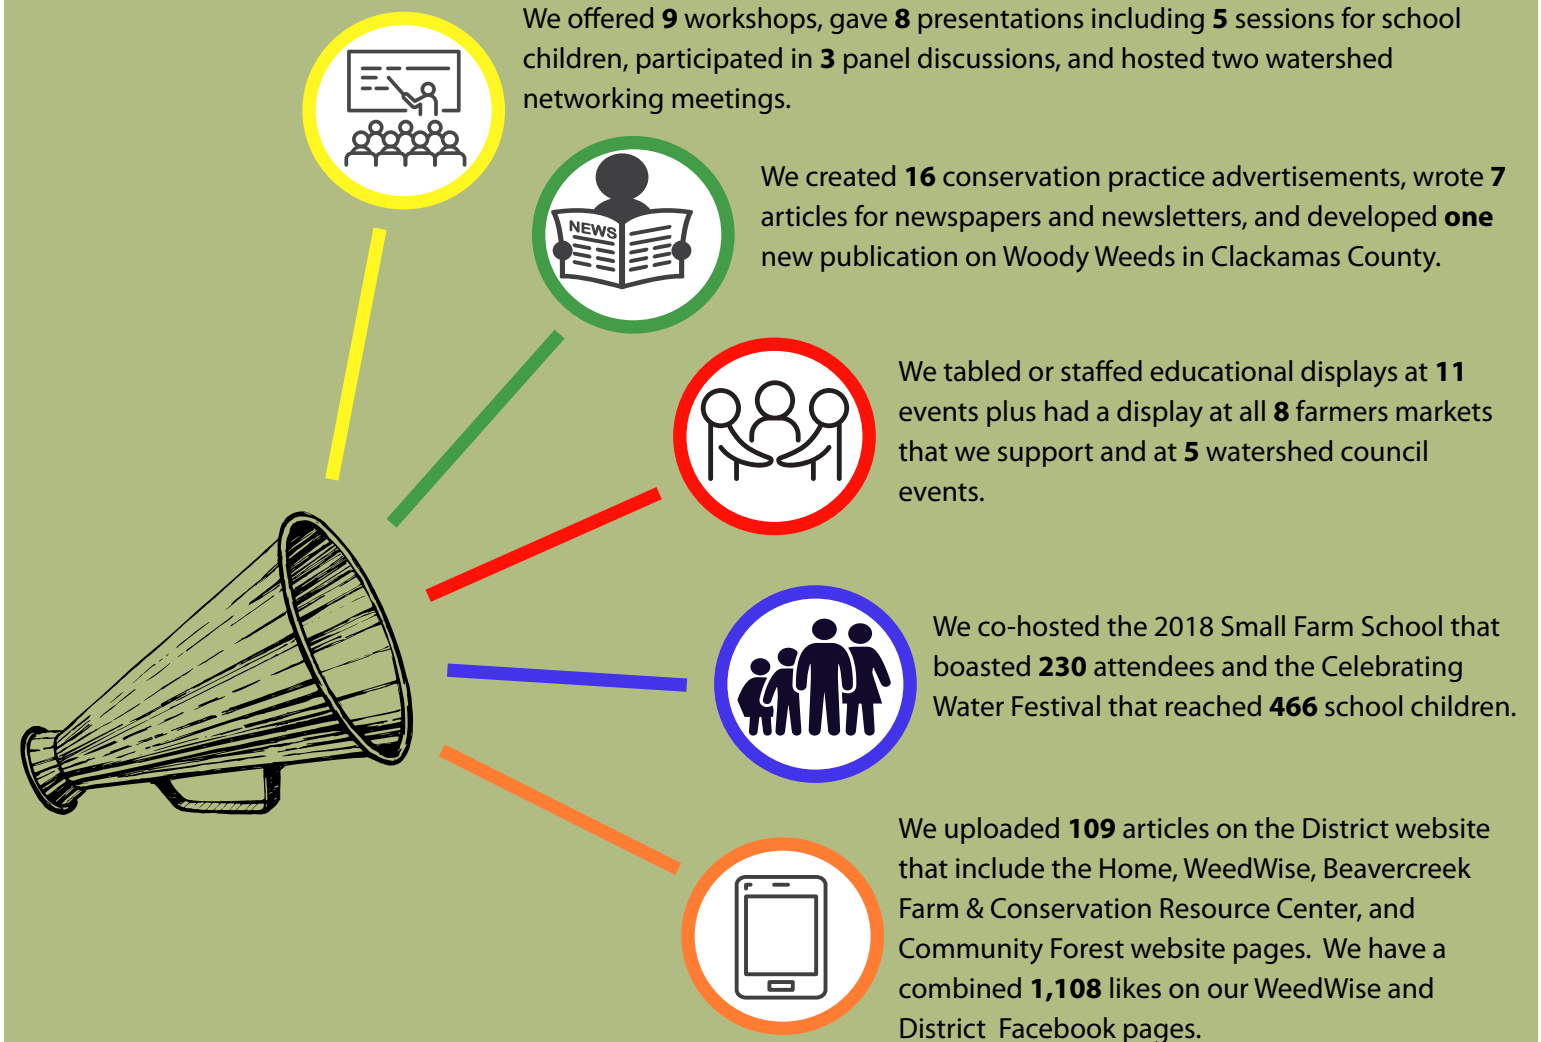 We offered 9 workshops, gave 8 presentations including 5 sessions for school
children, participated in 3 panel discussions, and hosted two watershed
networking meetings.
NEWS
We created 16 conservation practice advertisements, wrote 7
articles for newspapers and newsletters, and developed one
new publication on Woody Weeds in Clackamas County.
We tabled or staffed educational displays at 11
events plus had a display at all 8 farmers markets
that we support and at 5 watershed council
events.
We co-hosted the 2018 Small Farm School that
boasted 230 attendees and the Celebrating
Water Festival that reached 466 school children.
We uploaded 109 articles on the District website
that include the Home, WeedWise, Beavercreek
Farm & Conservation Resource Center, and
Community Forest website pages.  We have a
combined 1,108 likes on our WeedWise and
District  Facebook pages.